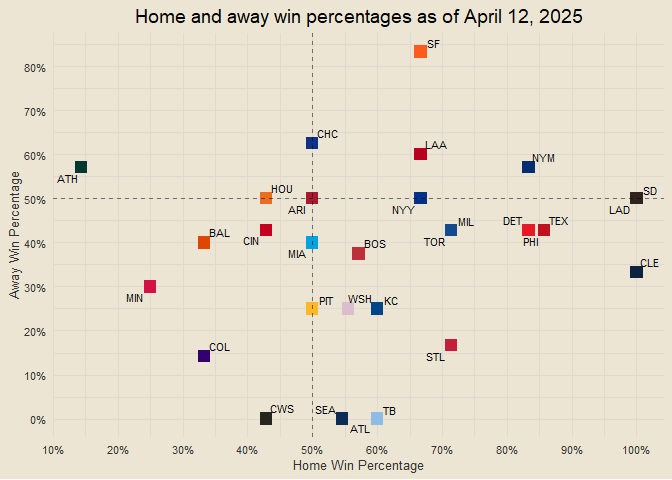 Home and away win percentages as of April 12, 2025
SF
80%
70%
CHC
60%
LAA
NYM
ATH
HOU
SD
50%
ARI
NYY
LAD
BAL
MIL
DET
TEX
CIN
TOR
PHI
40%
BOS
MIA
CLE
30%
MIN
WSH
KC
PIT
20%
COL
STL
10%
CWS
SEA
TB
0%
ATL
10%
20%
30%
40%
50%
60%
70%
80%
90%
100%
Home Win Percentage
Away Win Percentage